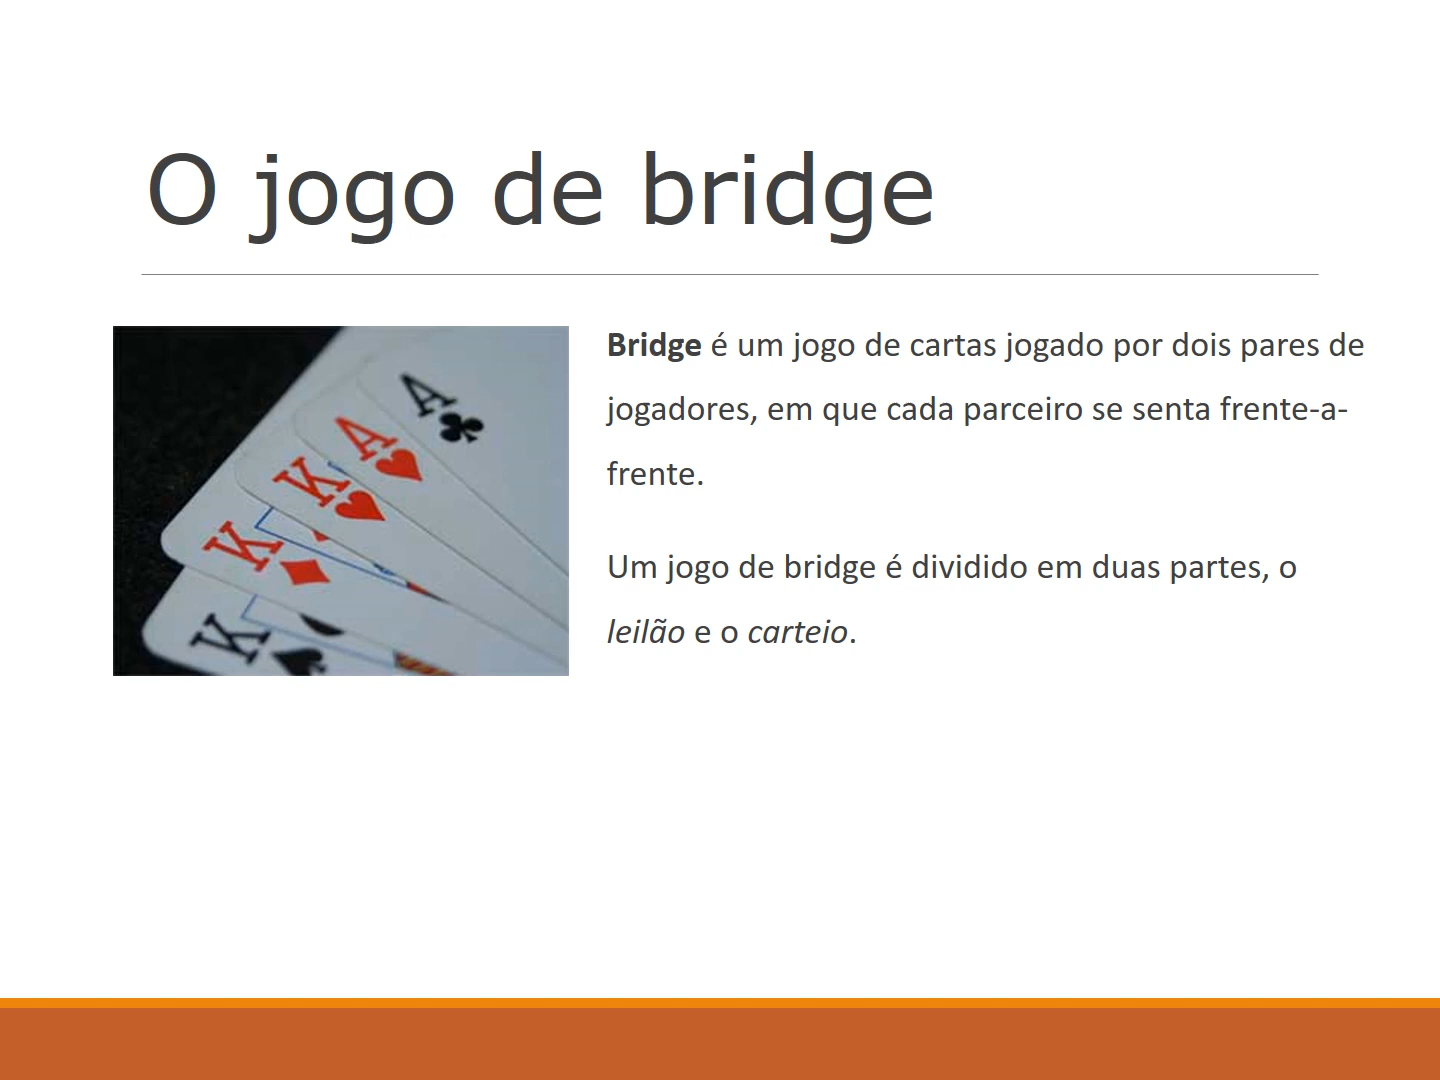 O jogo de bridge
Bridge é um jogo de cartas jogado por dois pares de
jogadores, em que cada parceiro se senta frente-a-
frente.
Um jogo de bridge é dividido em duas partes, o
leilão e o carteio.
A
A
K
K
K